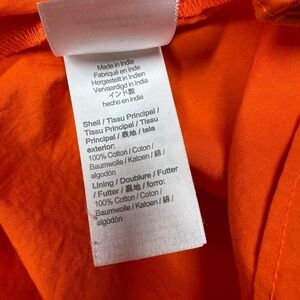 Made in India
Fabriqué en Inde
Hergestellt in Indien
Vervaardigd in India
インド製
hecho en india
Shell / Tissu Principal /
Tissu Principal / Tissu
Principal / 表地 / tela
exterior:
100% Cotton / Coton /
Baumwolle / Katoen / 綿 /
algodón
Lining / Doublure / Futter
/ Futter / 裏地 / forro:
100% Cotton / Coton /
Baumwolle / Katoen / 綿 /
algodón